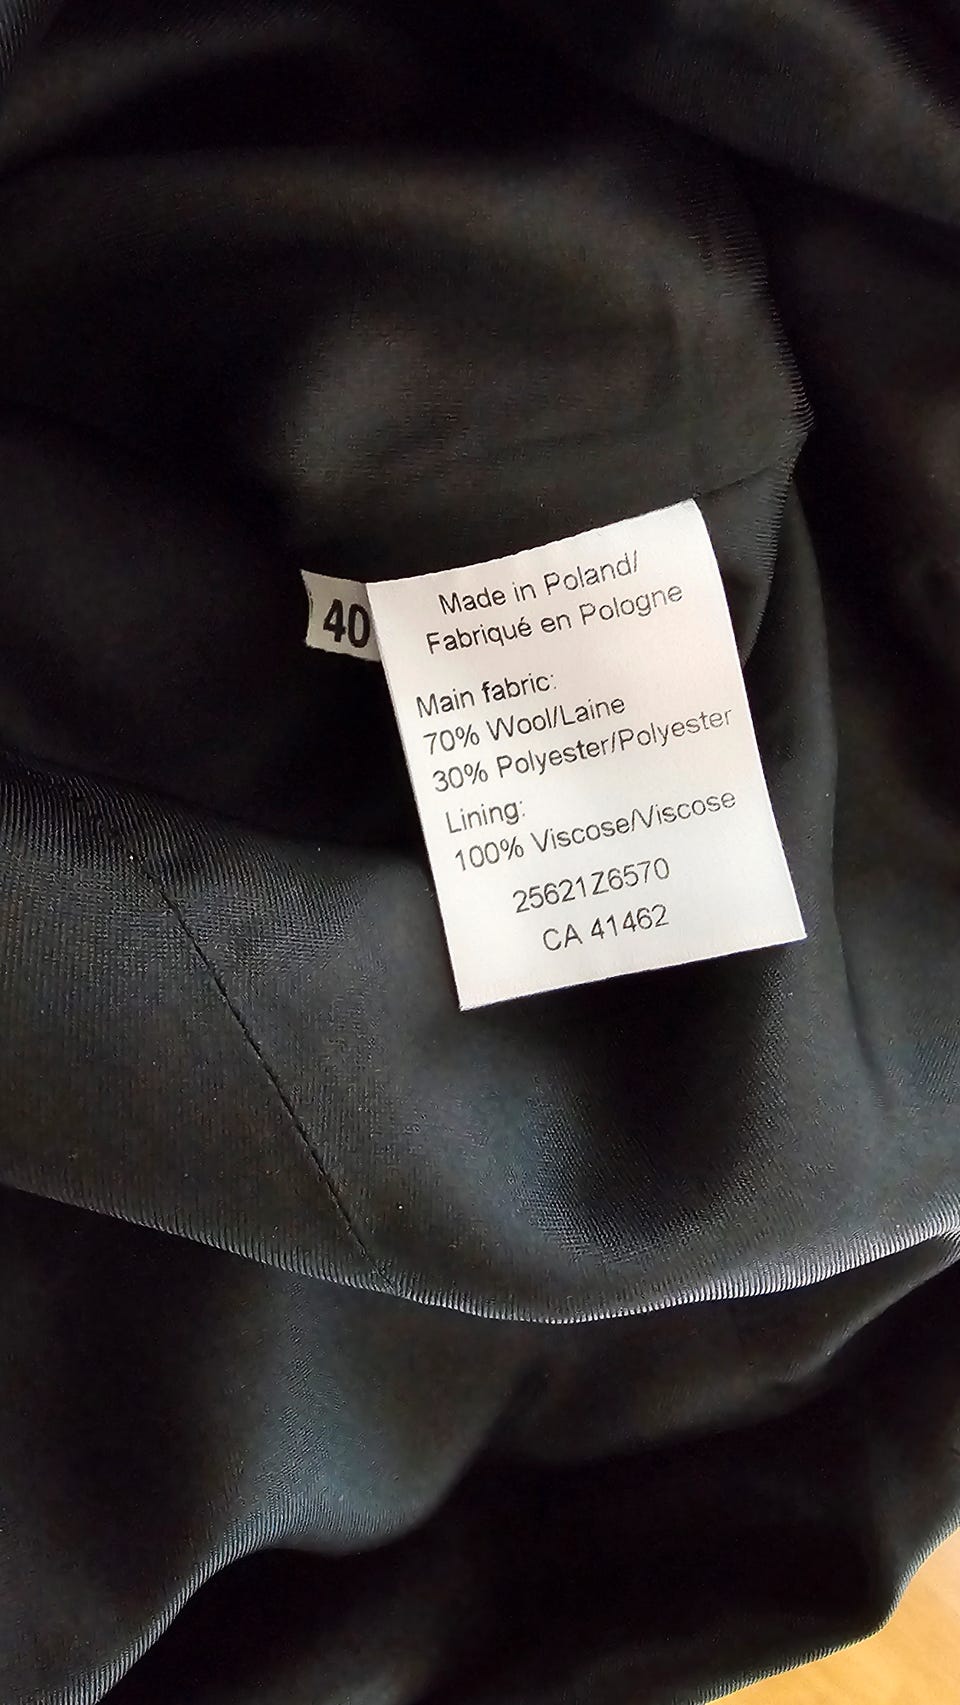 40
Made in Poland/
Fabriqué en Pologne
Main fabric:
70% Wool/Laine
30% Polyester/Polyester
Lining:
100% Viscose/Viscose
25621Z6570
CA 41462